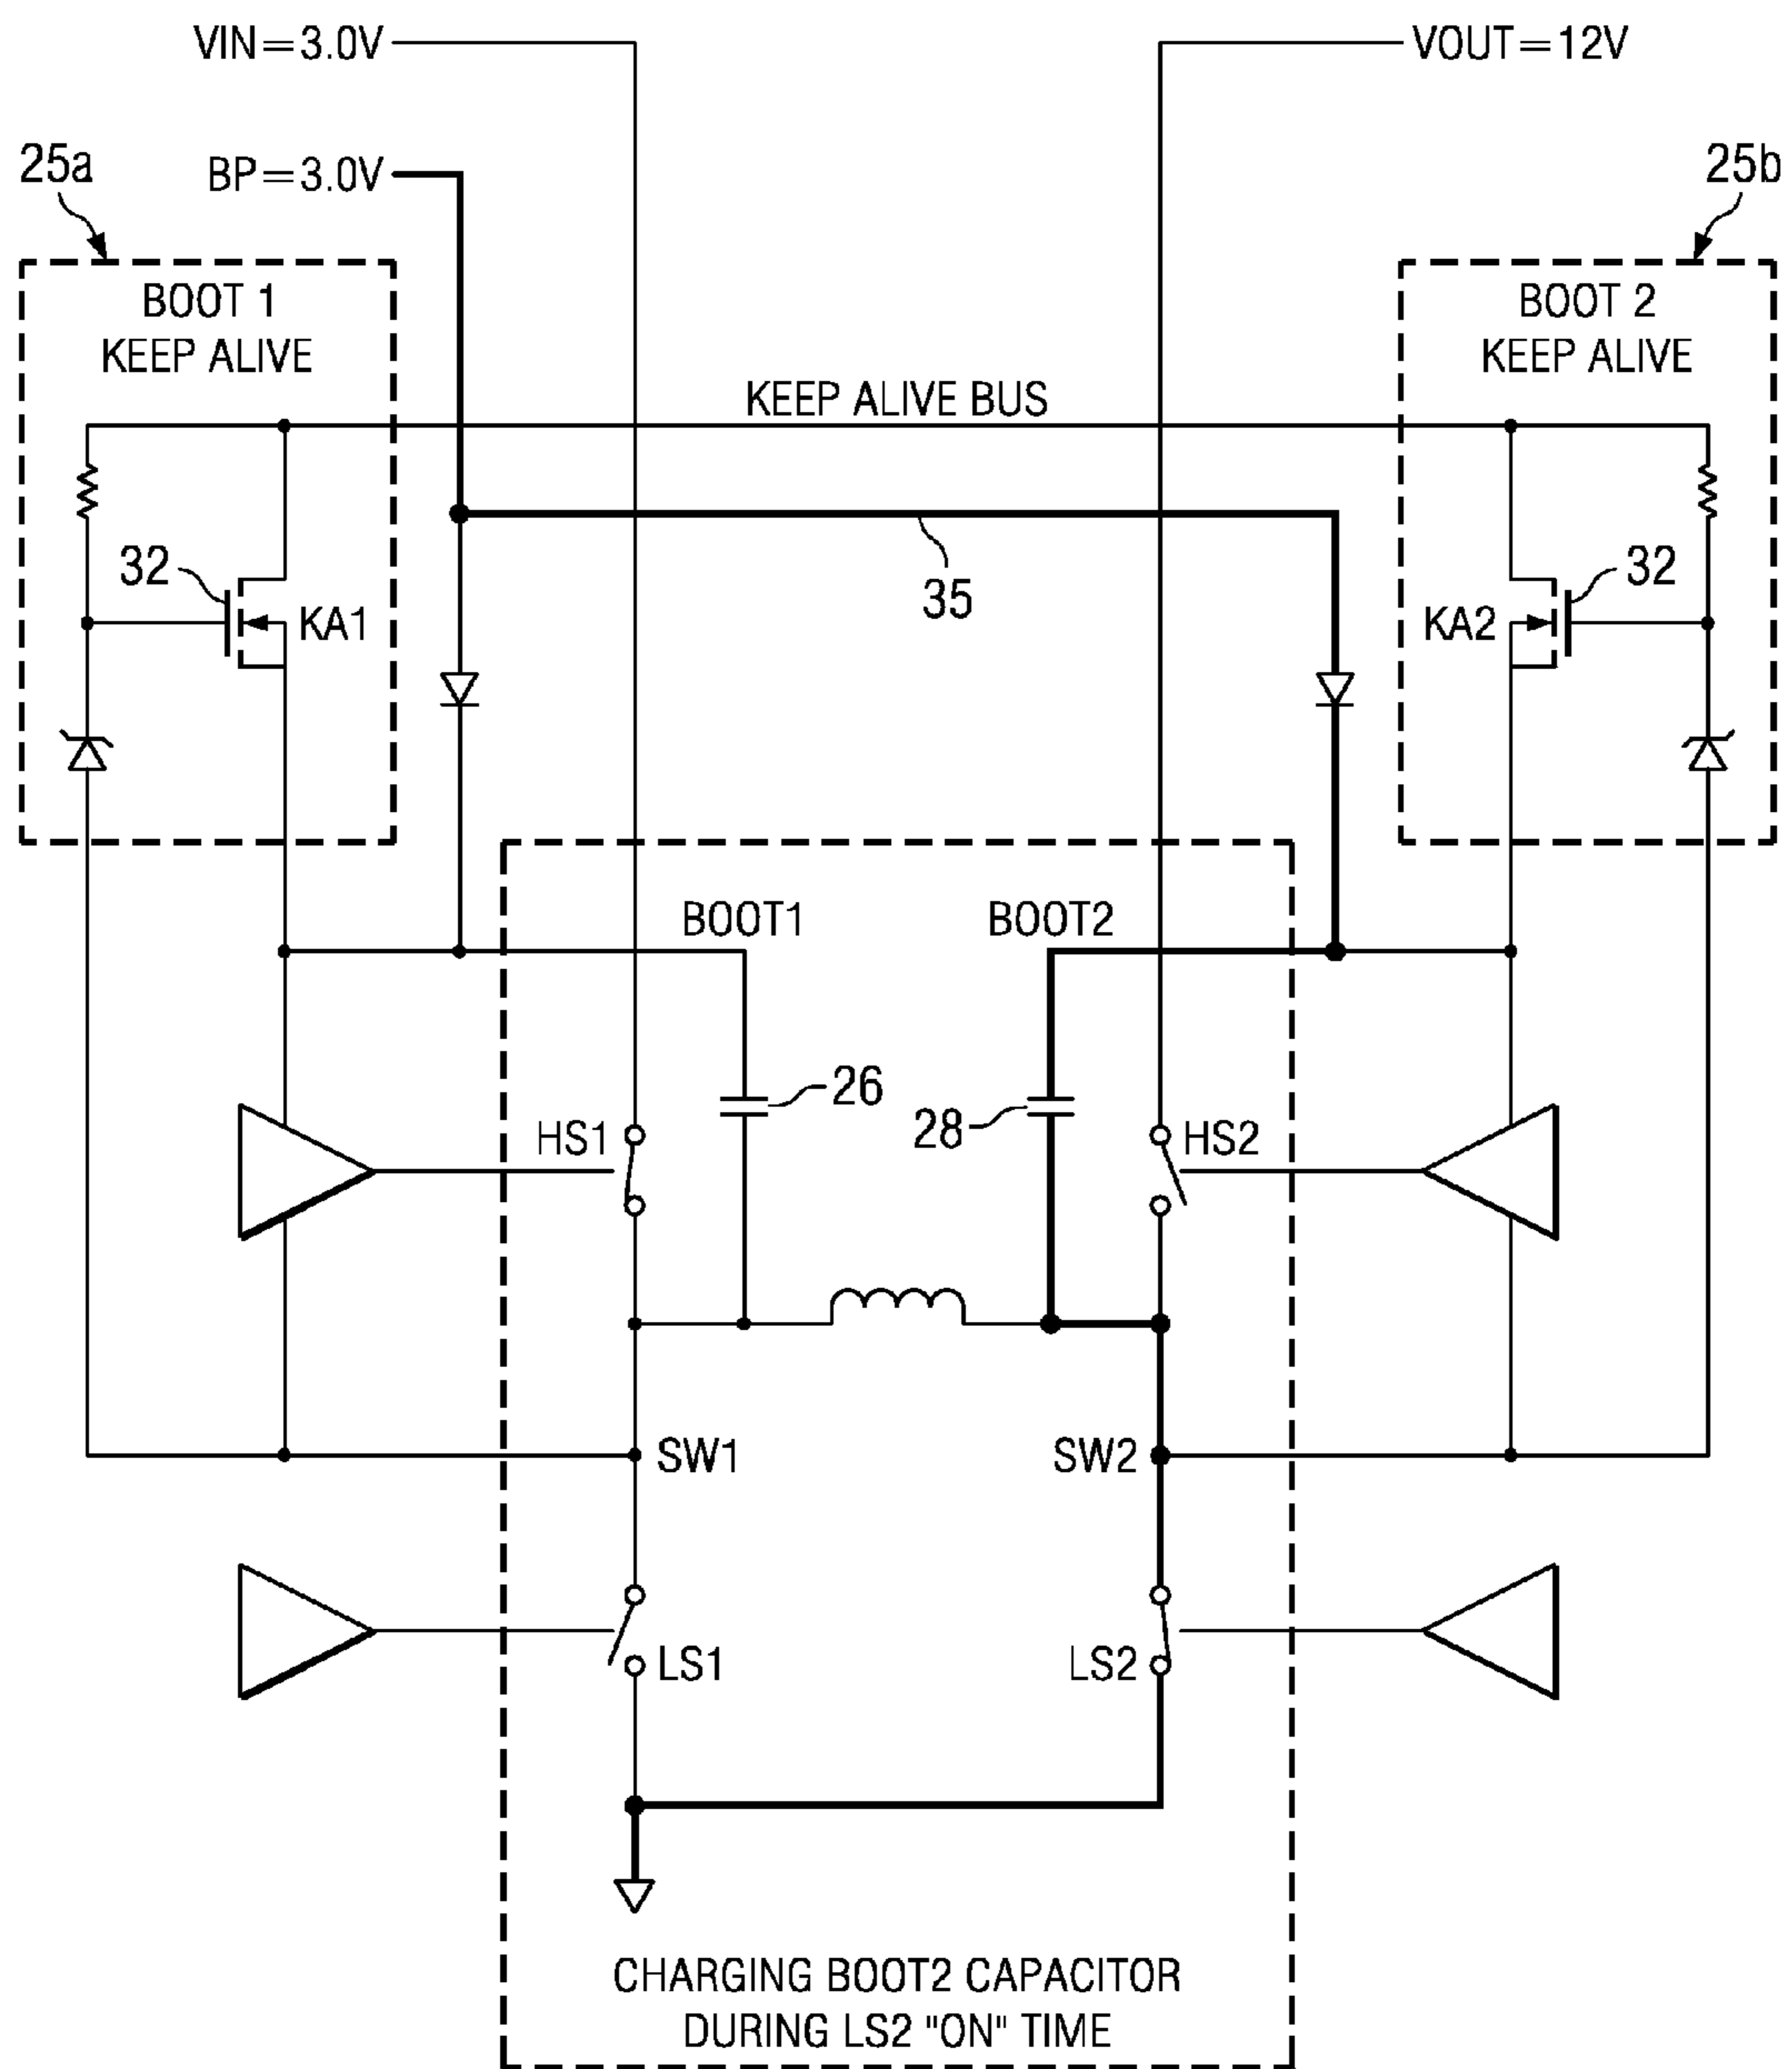 VIN=3.0V
VOUT=12V
25a
BP=3.0V
25b
BOOT 1
KEEP ALIVE
BOOT 2
KEEP ALIVE
KEEP ALIVE BUS
32
KA1
35
KA2
32
BOOT1
BOOT2
26
28
HS1
HS2
SW1
SW2
LS1
LS2
CHARGING BOOT2 CAPACITOR
DURING LS2 "ON" TIME